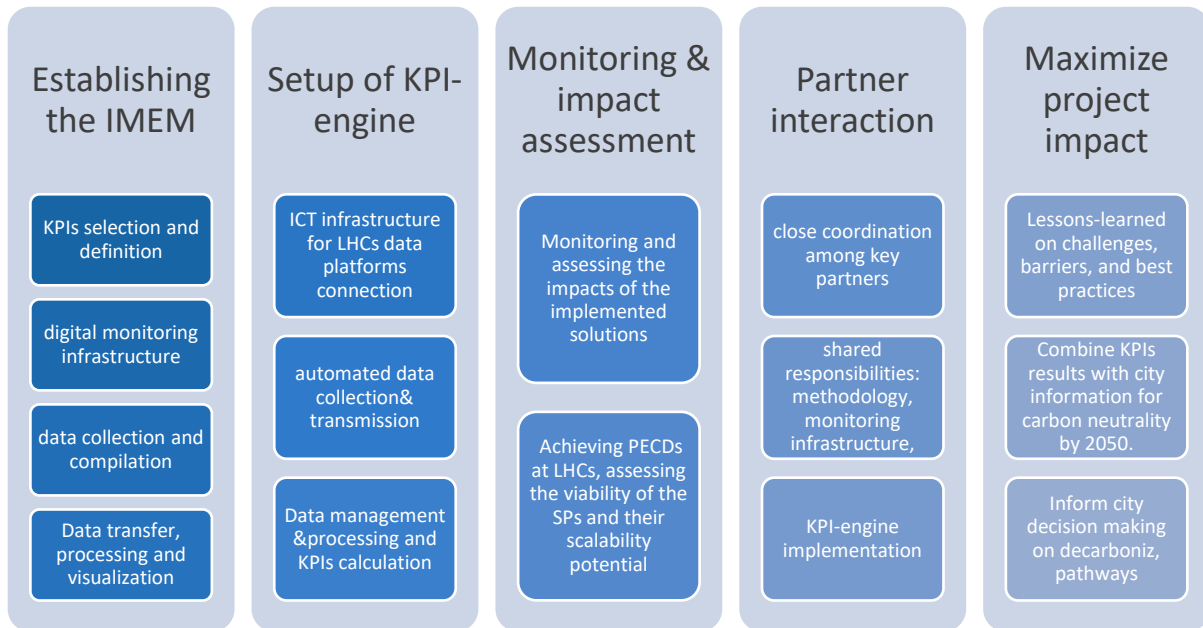 Establishing
the IMEM
KPIs selection and
definition
digital monitoring
infrastructure
data collection and
compilation
Data transfer,
processing and
visualization
Setup of KPI-
engine
ICT infrastructure
for LHCs data
platforms
connection
automated data
collection&
transmission
Data management
&processing and
KPIs calculation
Monitoring &
impact
assessment
Monitoring and
assessing the
impacts of the
implemented
solutions
Achieving PECDs
at LHCs, assessing
the viability of the
SPs and their
scalability
potential
Partner
interaction
close coordination
among key
partners
shared
responsibilities:
methodology,
monitoring
infrastructure,
KPI-engine
implementation
Maximize
project
impact
Lessons-learned
on challenges,
barriers, and best
practices
Combine KPIs
results with city
information for
carbon neutrality
by 2050.
Inform city
decision making
on decarboniz,
pathways